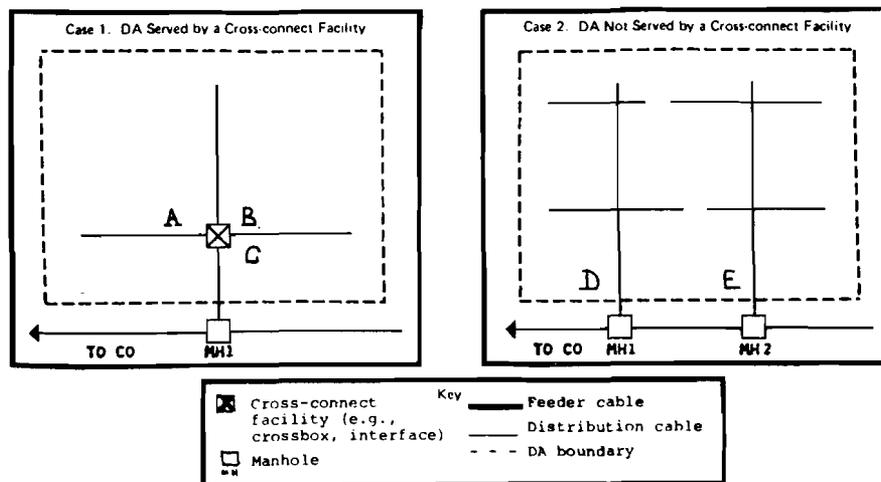 Case 1. DA Served by a Cross-connect Facility
A B
C
TO CO MH1
Case 2. DA Not Served by a Cross-connect Facility
D E
TO CO MH1 MH2
Key
Cross-connect
facility (e.g.,
crossbox, interface)
Manhole
MH
Feeder cable
Distribution cable
DA boundary